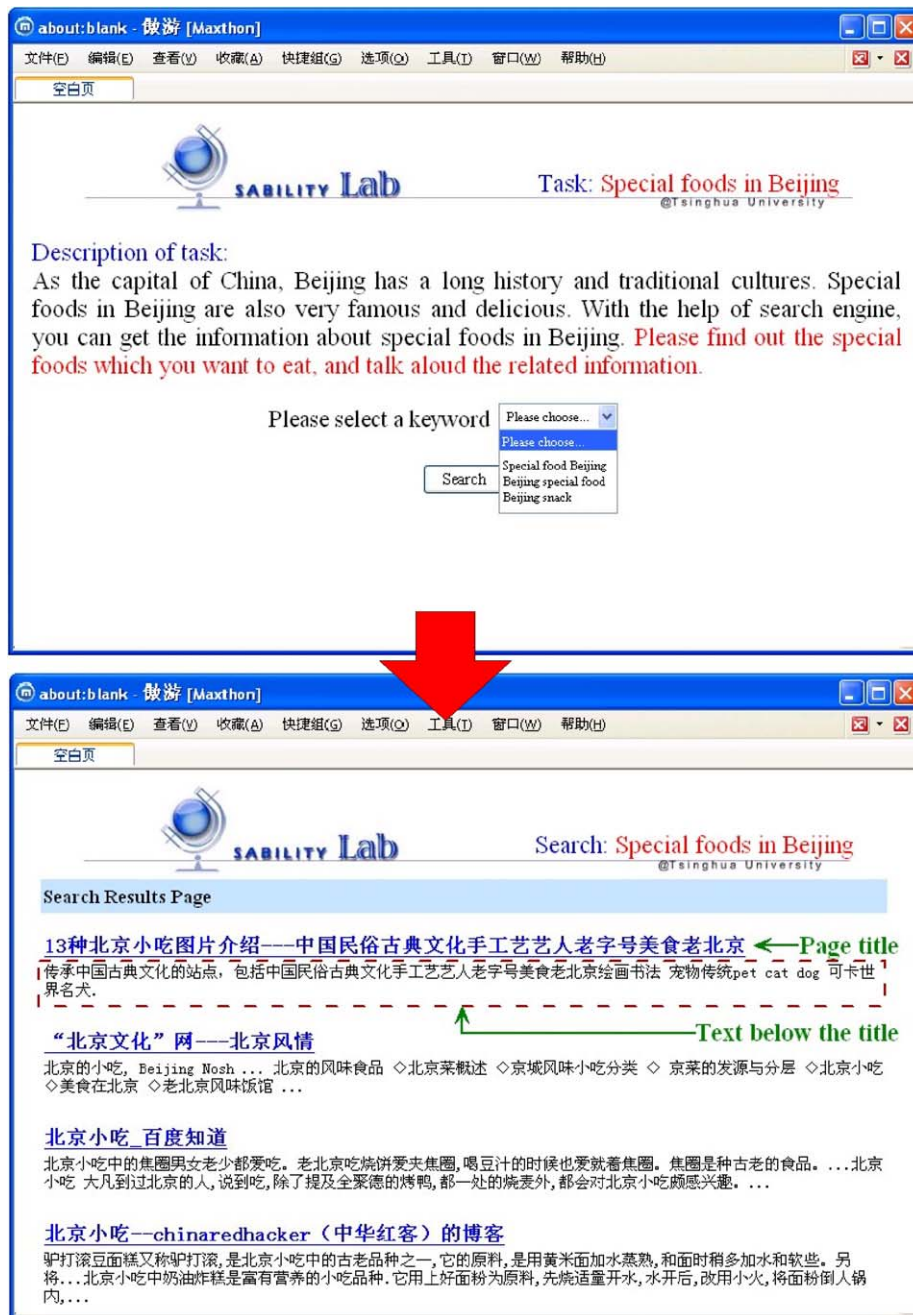 about:blank - 傲游 [Maxthon]
文件(F) 编辑(E) 查看(V) 收藏(A) 快捷组(G) 选项(O) 工具(T) 窗口(W) 帮助(H)
空白页
SABILITY Lab
Task: Special foods in Beijing
@Tsinghua University
Description of task:
As the capital of China, Beijing has a long history and traditional cultures. Special
foods in Beijing are also very famous and delicious. With the help of search engine,
you can get the information about special foods in Beijing. Please find out the special
foods which you want to eat, and talk aloud the related information.
Please select a keyword Please choose...
Please choose...
Special food Beijing
Search Beijing special food
Beijing snack
about:blank - 傲游 [Maxthon]
文件(F) 编辑(E) 查看(V) 收藏(A) 快捷组(G) 选项(O) 工具(T) 窗口(W) 帮助(H)
空白页
SABILITY Lab
Search: Special foods in Beijing
@Tsinghua University
Search Results Page
13种北京小吃图片介绍---中国民俗古典文化手工艺艺人老字号美食老北京 Page title
传承中国古典文化的站点，包括中国民俗古典文化手工艺艺人老字号美食老北京绘画书法 宠物传统pet cat dog 可卡世
界名犬.
Text below the title
“北京文化”网---北京风情
北京的小吃, Beijing Nosh ... 北京的风味食品 ◇北京菜概述 ◇京城风味小吃分类 ◇ 京菜的发源与分层 ◇北京小吃
◇美食在北京 ◇老北京风味饭馆 ...
北京小吃_百度知道
北京小吃中的焦圈男女老少都爱吃。老北京吃烧饼爱夹焦圈,喝豆汁的时候也爱就着焦圈。焦圈是种古老的食品。...北京
小吃 大凡到过北京的人,说到吃,除了提及全聚德的烤鸭,都一处的烧麦外,都会对北京小吃颇感兴趣。...
北京小吃--chinaredhacker（中华红客）的博客
驴打滚豆面糕又称驴打滚,是北京小吃中的古老品种之一,它的原料,是用黄米面加水蒸熟,和面时稍多加水和软些。另
将...北京小吃中奶油炸糕是富有营养的小吃品种.它用上好面粉为原料,先烧适量开水,水开后,改用小火,将面粉倒人锅
内,...